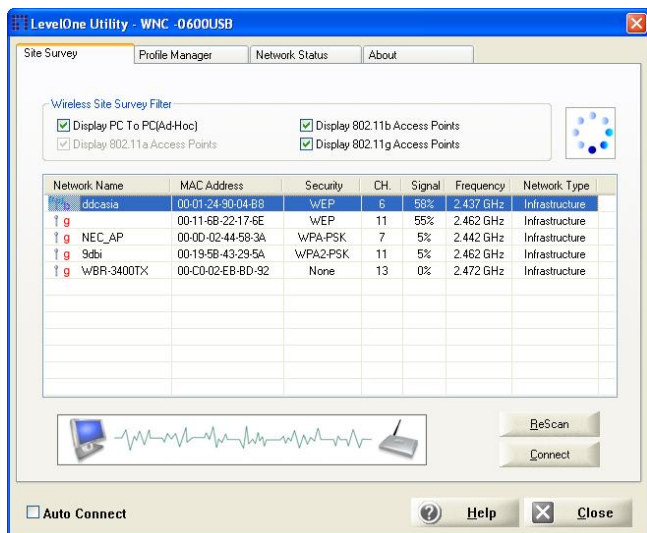 LevelOne Utility - WNC -0600USB
Site Survey Profile Manager Network Status About
Wireless Site Survey Filter
Display PC To PC(Ad-Hoc) Display 802.11b Access Points
Display 802.11a Access Points Display 802.11g Access Points
Network Name MAC Address Security CH. Signal Frequency Network Type
b ddcasia 00-01-24-90-04-B8 WEP 6 58% 2.437 GHz Infrastructure
g 00-11-6B-22-17-6E WEP 11 55% 2.462 GHz Infrastructure
g NEC_AP 00-0D-02-44-58-3A WPA-PSK 7 5% 2.442 GHz Infrastructure
g 9dbi 00-19-5B-43-29-5A WPA2-PSK 11 5% 2.462 GHz Infrastructure
g WBR-3400TX 00-C0-02-EB-BD-92 None 13 0% 2.472 GHz Infrastructure
ReScan
Connect
Auto Connect Help Close